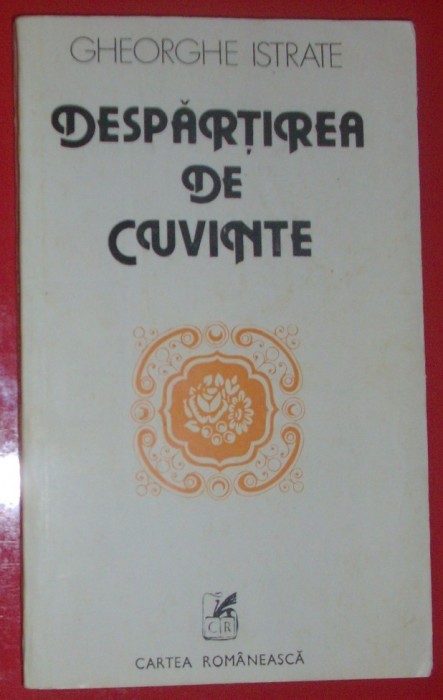 GHEORGHE ISTRATE
DESPĂRȚIREA
DE
CUVINTE
CR
CARTEA ROMÂNEASCĂ